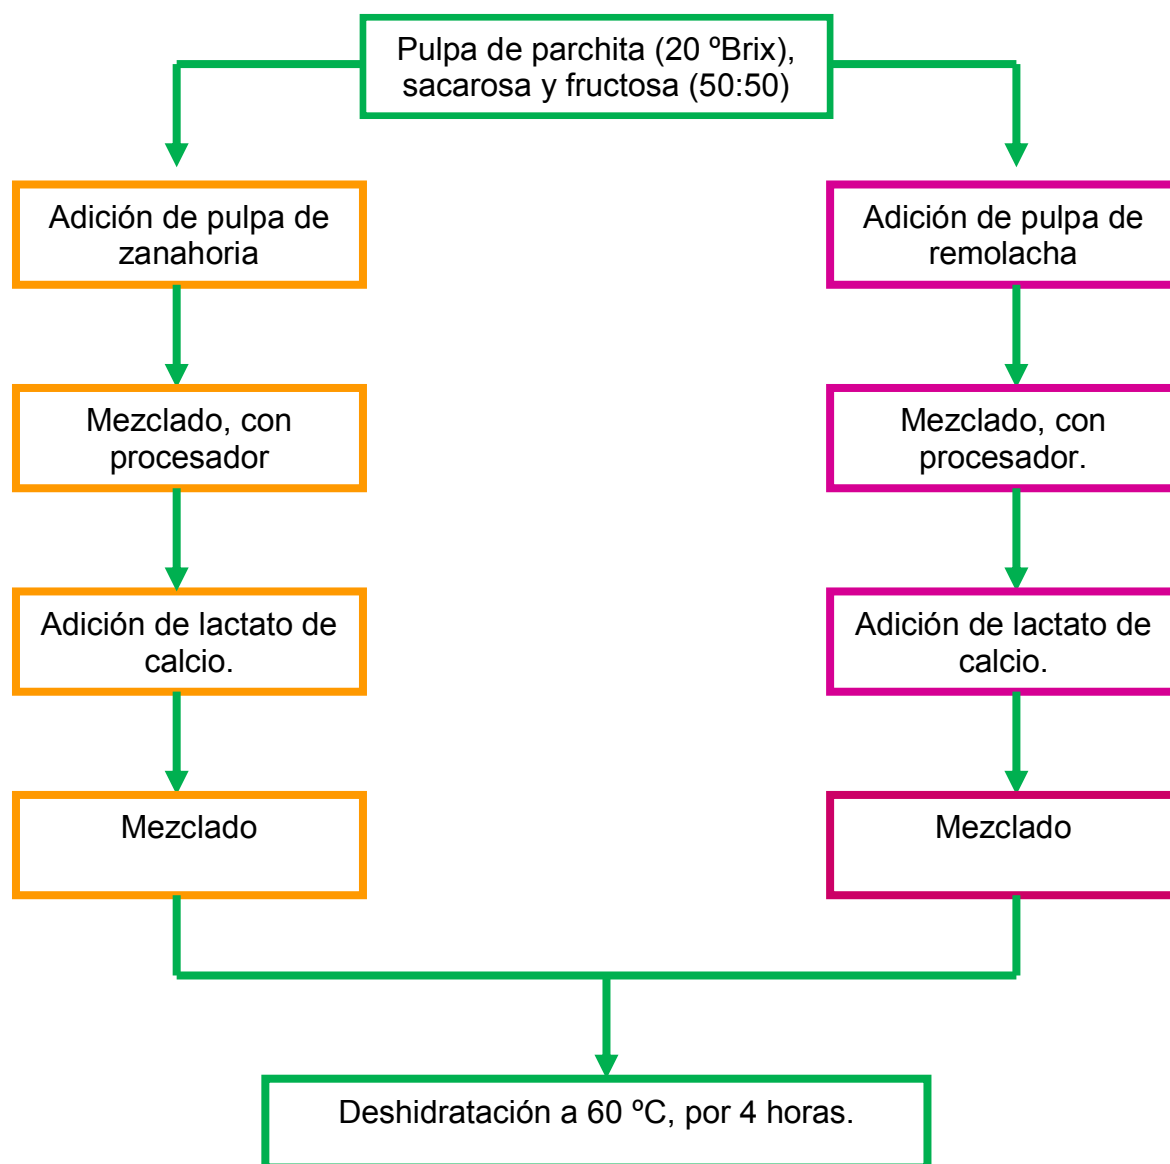 Pulpa de parchita (20 ºBrix),
sacarosa y fructosa (50:50)
Adición de pulpa de
zanahoria
Adición de pulpa de
remolacha
Mezclado, con
procesador
Mezclado, con
procesador.
Adición de lactato de
calcio.
Adición de lactato de
calcio.
Mezclado
Mezclado
Deshidratación a 60 ºC, por 4 horas.